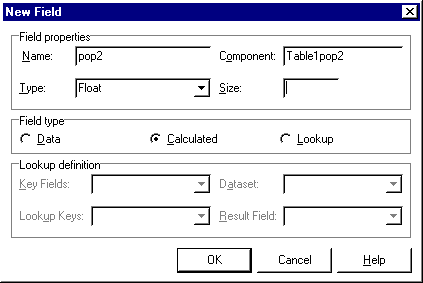 New Field
Field properties
Name: pop2 Component: Table1pop2
Type: Float Size:
Field type
Data Calculated Lookup
Lookup definition
Key Fields: Dataset:
Lookup Keys: Result Field:
OK Cancel Help